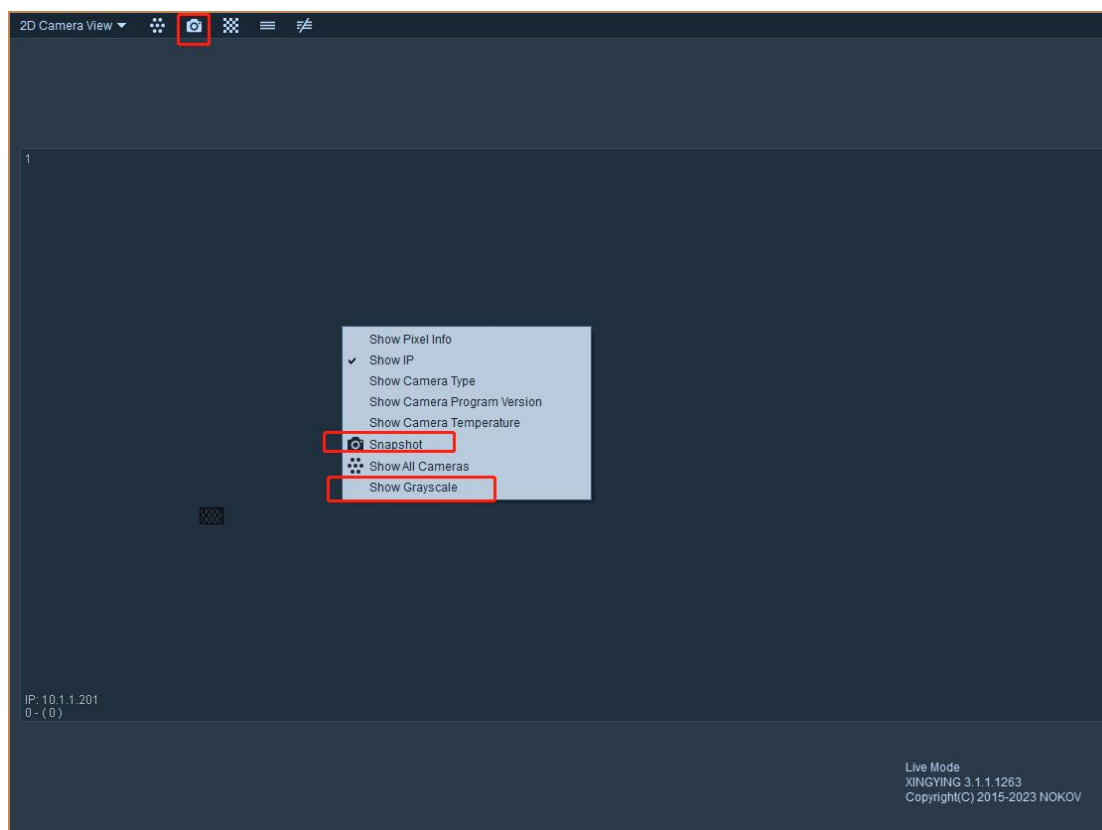 2D Camera View
1
Show Pixel Info
Show IP
Show Camera Type
Show Camera Program Version
Show Camera Temperature
Snapshot
Show All Cameras
Show Grayscale
IP: 10.1.1.201
0 - ( 0 )
Live Mode
XINGYING 3.1.1.1263
Copyright(C) 2015-2023 NOKOV